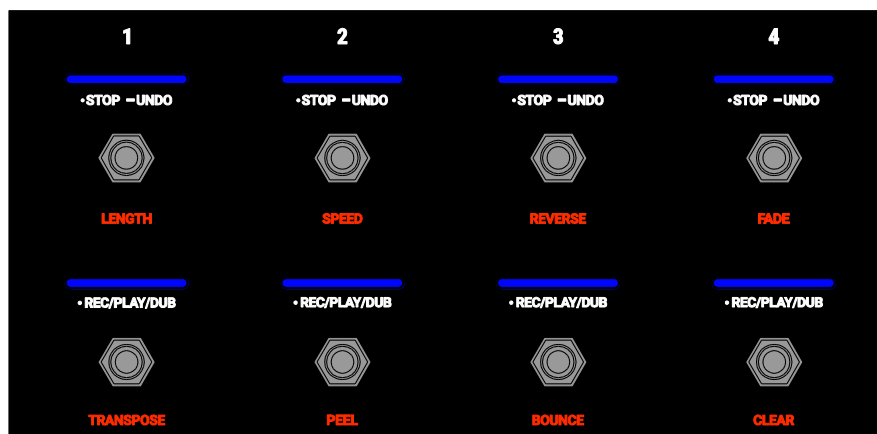 1 2 3 4
•STOP –UNDO •STOP –UNDO •STOP –UNDO •STOP –UNDO
LENGTH SPEED REVERSE FADE
•REC/PLAY/DUB •REC/PLAY/DUB •REC/PLAY/DUB •REC/PLAY/DUB
TRANSPOSE PEEL BOUNCE CLEAR